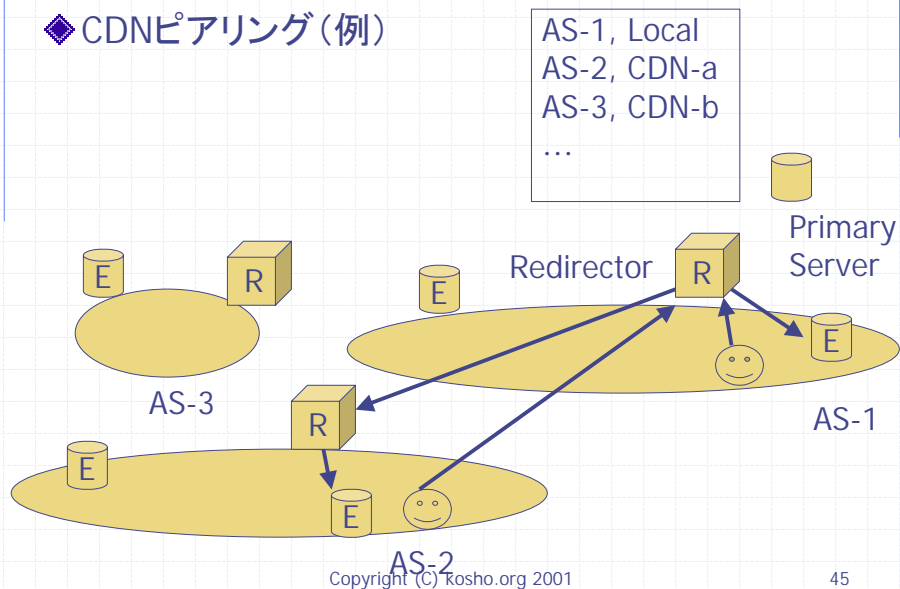 CDNピアリング（例）
AS-1, Local
AS-2, CDN-a
AS-3, CDN-b
...
Primary
Server
Redirector
R
E
R
E
E
AS-3
AS-1
R
E
E
AS-2
Copyright (C) kosho.org 2001
45